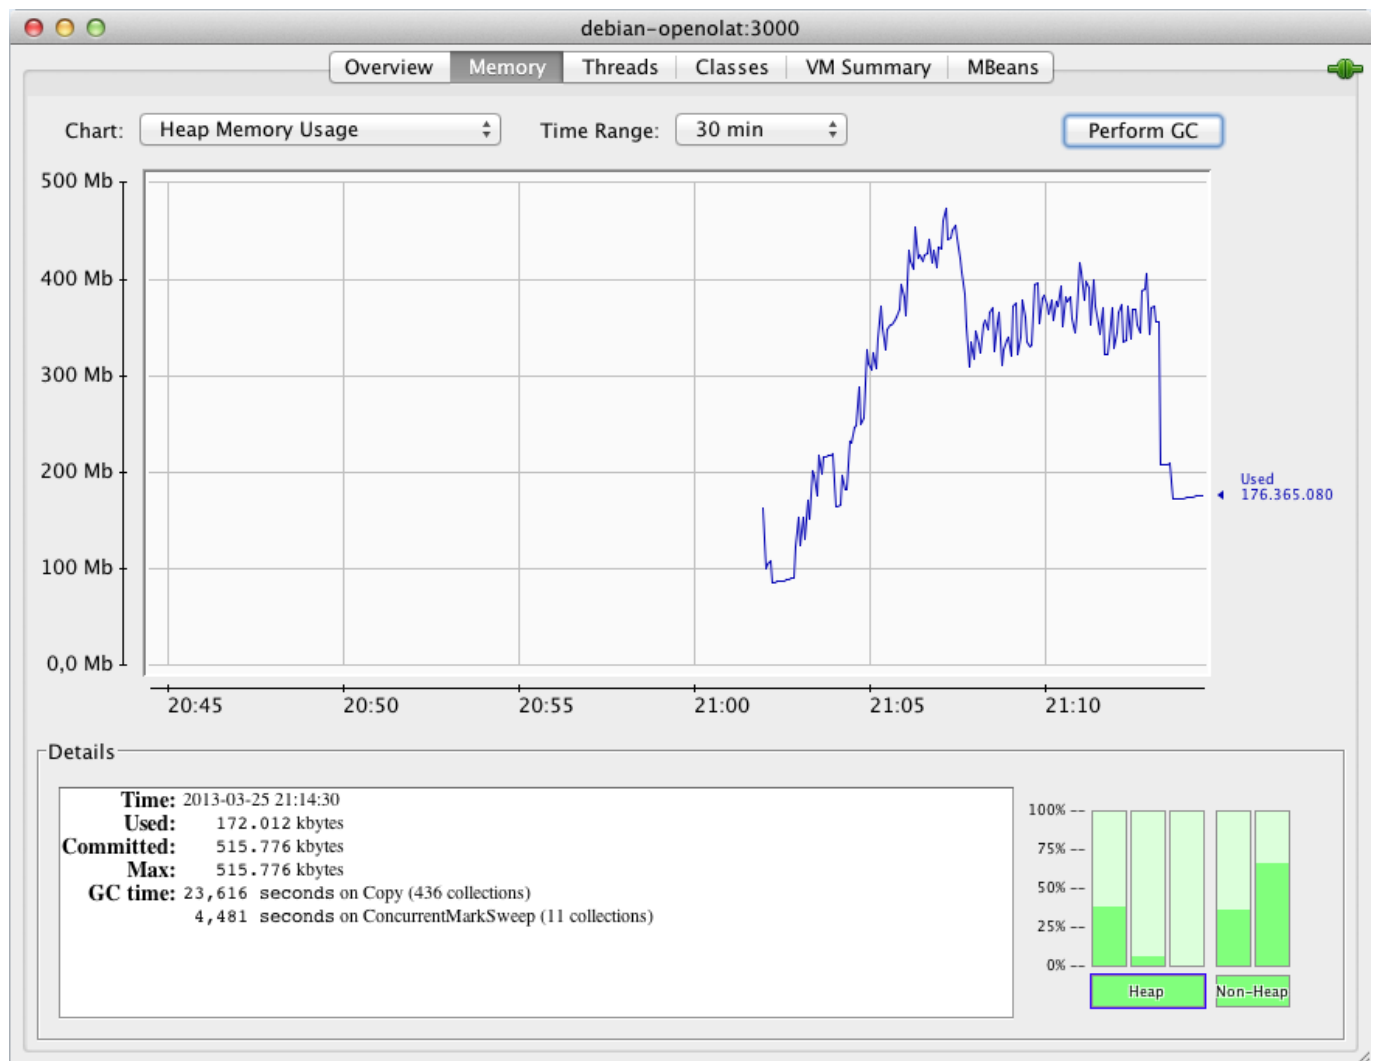 debian-openolat:3000
Overview Memory Threads Classes VM Summary MBeans
Chart: Heap Memory Usage Time Range: 30 min Perform GC
500 Mb
400 Mb
300 Mb
200 Mb
100 Mb
0,0 Mb
Used
176.365.080
20:45 20:50 20:55 21:00 21:05 21:10
Details
Time: 2013-03-25 21:14:30
Used: 172.012 kbytes
Committed: 515.776 kbytes
Max: 515.776 kbytes
GC time: 23,616 seconds on Copy (436 collections)
4,481 seconds on ConcurrentMarkSweep (11 collections)
100% --
75% --
50% --
25% --
0% --
Heap Non-Heap